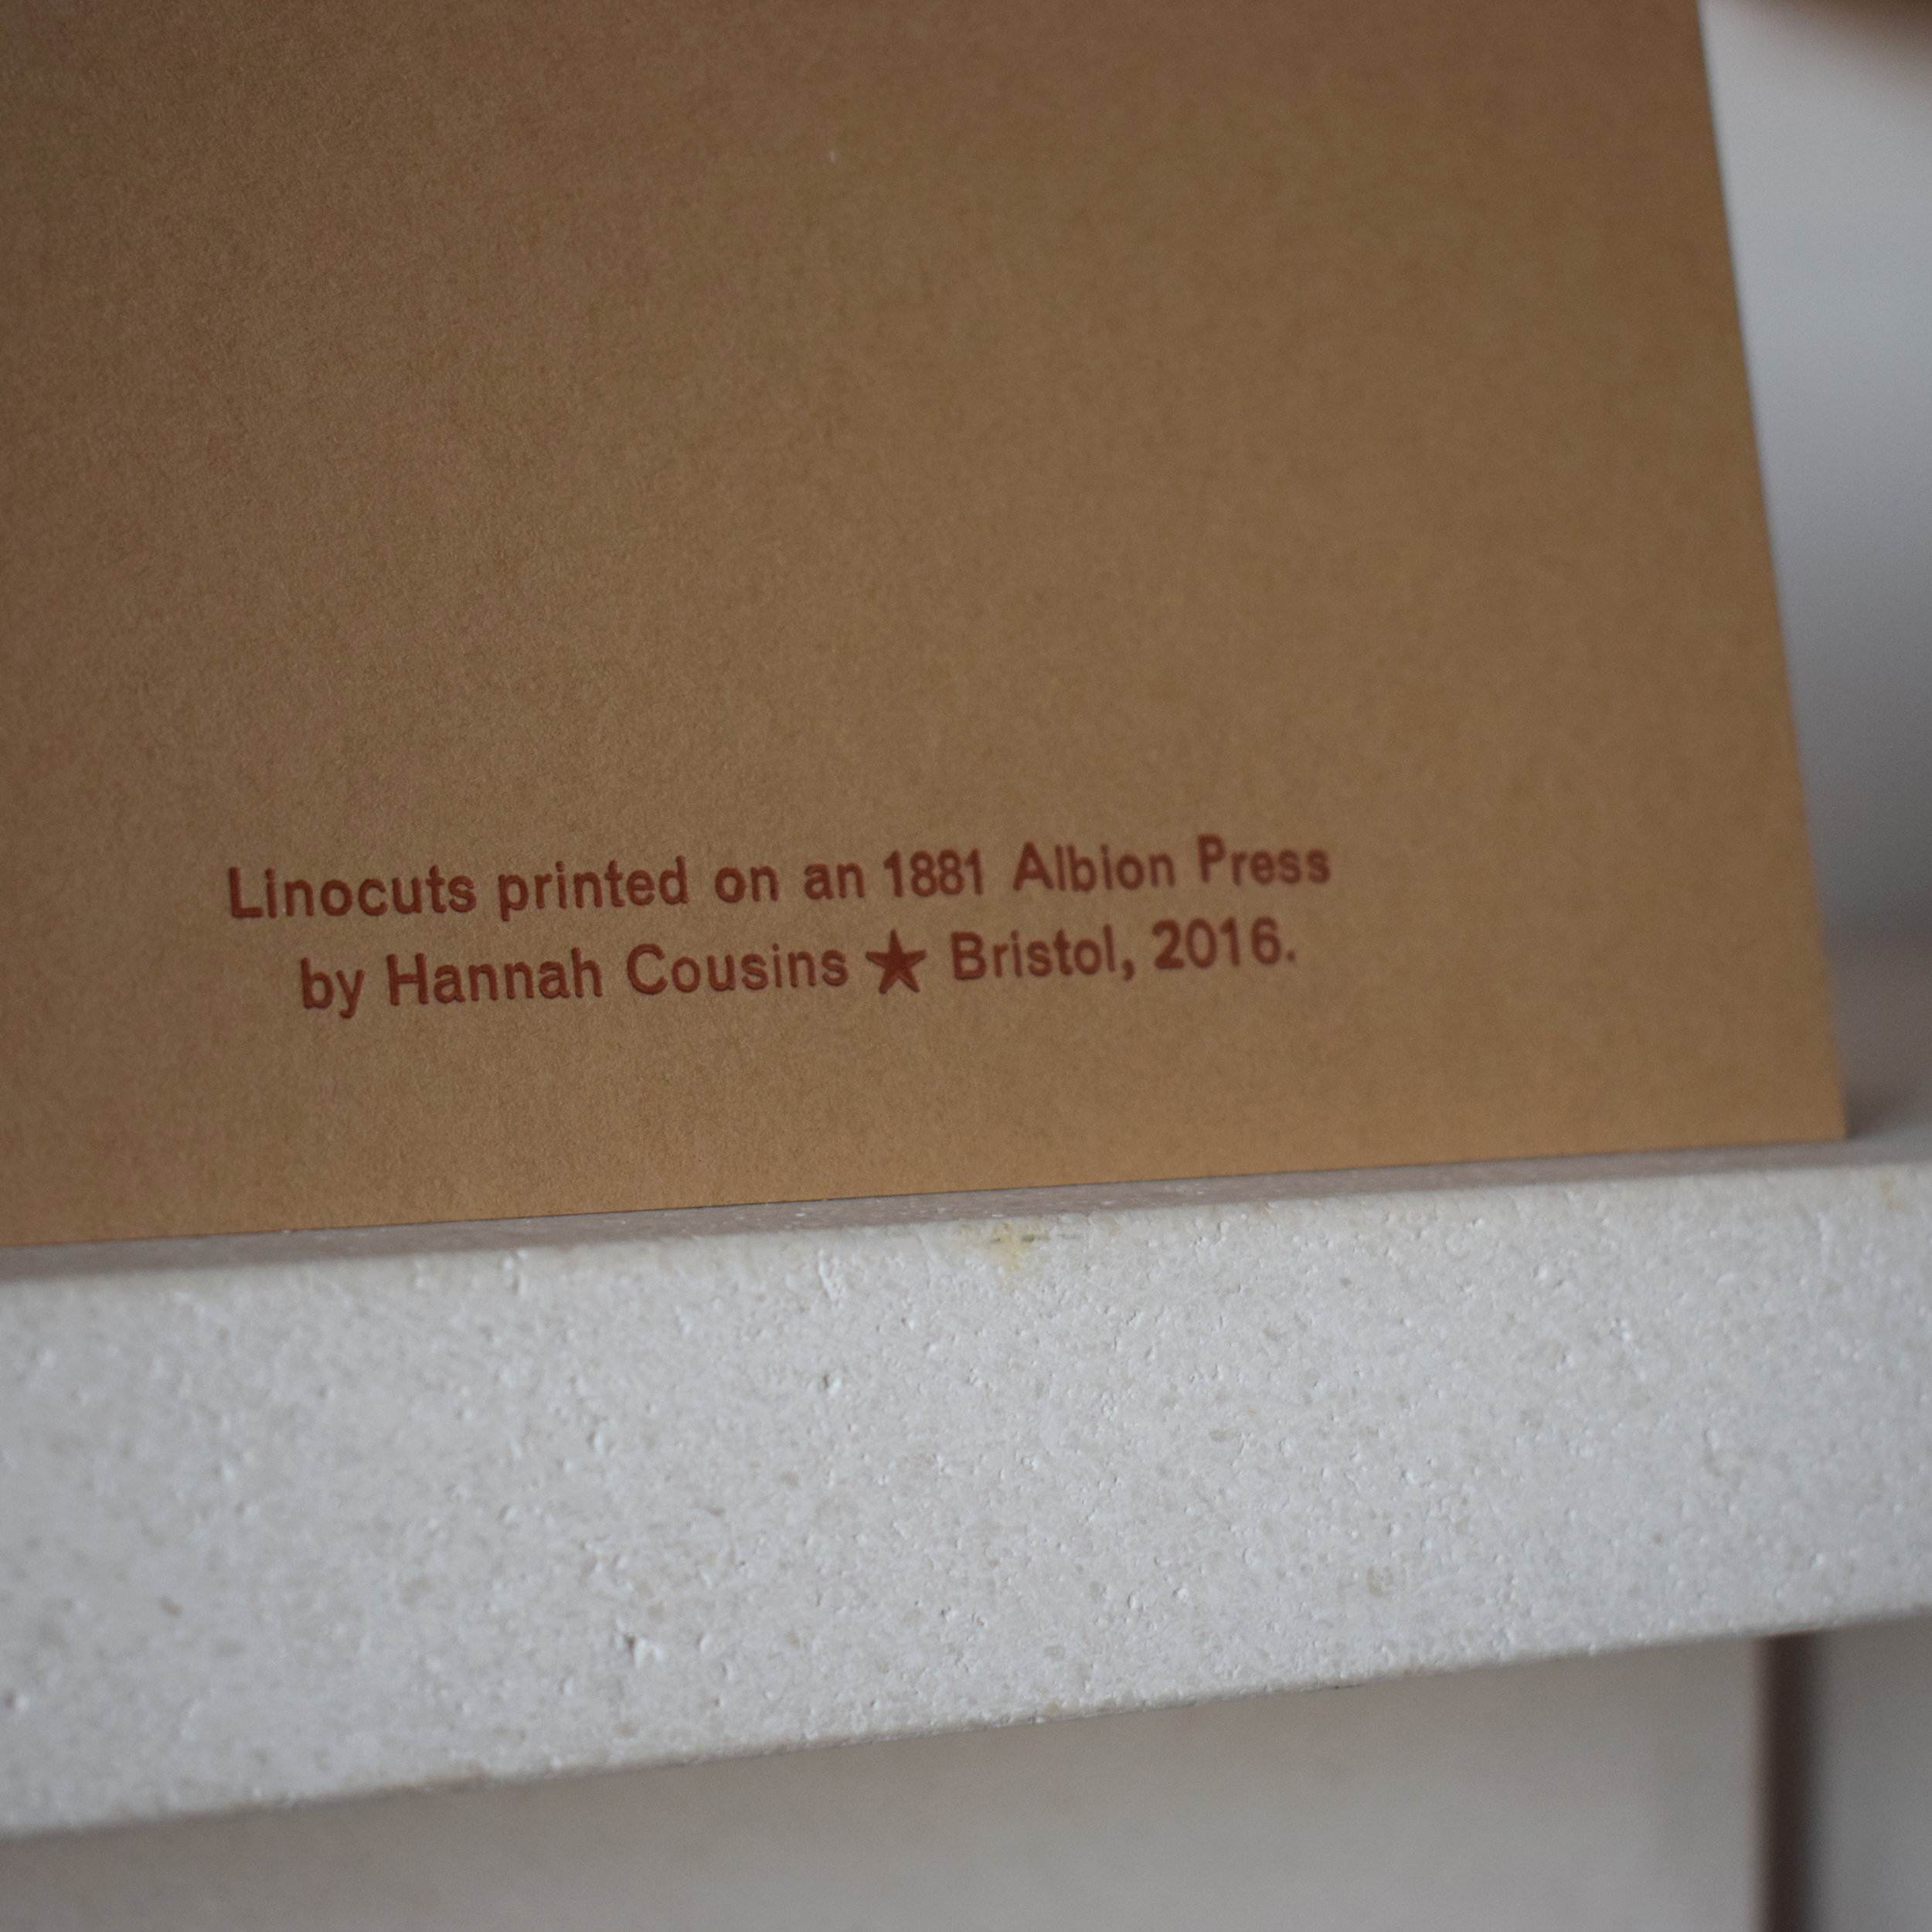 Linocuts printed on an 1881 Albion Press
by Hannah Cousins ★ Bristol, 2016.